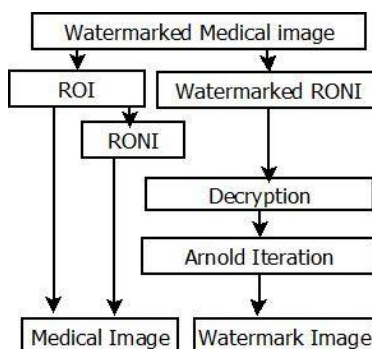 Watermarked Medical image
ROI
Watermarked RONI
RONI
Decryption
Arnold Iteration
Medical Image
Watermark Image